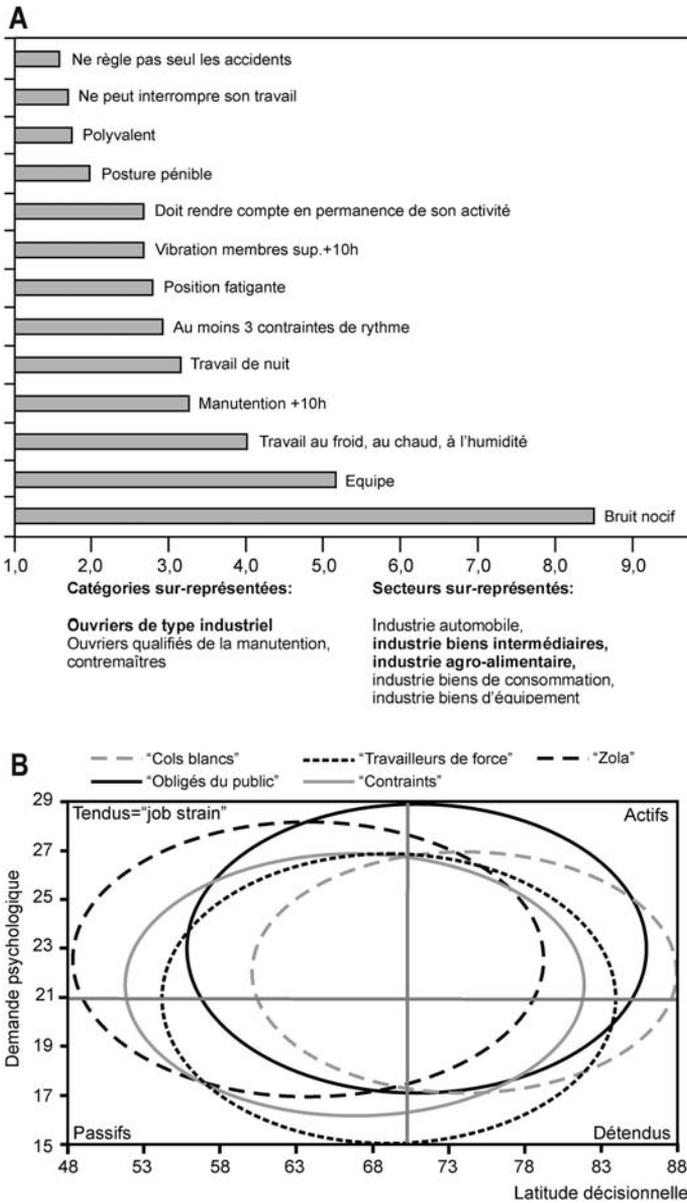 A
Ne règle pas seul les accidents
Ne peut interrompre son travail
Polyvalent
Posture pénible
Doit rendre compte en permanence de son activité
Vibration membres sup.+10h
Position fatigante
Au moins 3 contraintes de rythme
Travail de nuit
Manutention +10h
Travail au froid, au chaud, à l'humidité
Equipe
Bruit nocif
1,0 2,0 3,0 4,0 5,0 6,0 7,0 8,0 9,0
Catégories sur-représentées:
Ouvriers de type industriel
Ouvriers qualifiés de la manutention,
contremaîtres
Secteurs sur-représentés:
Industrie automobile,
industrie biens intermédiaires,
industrie agro-alimentaire,
industrie biens de consommation,
industrie biens d'équipement
B
"Cols blancs" "Travailleurs de force" "Zola"
"Obligés du public" "Contraints"
Tendus="job strain" Actifs
Demande psychologique
29
27
25
23
21
19
17
15
Passifs Détendus
48 53 58 63 68 73 78 83 88
Latitude décisionnelle